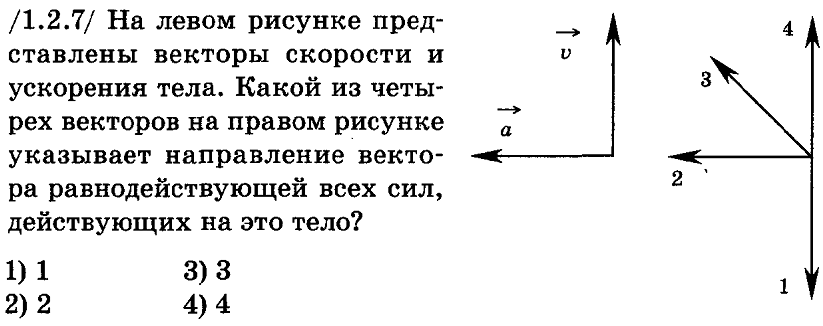 /1.2.7/ На левом рисунке пред-
ставлены векторы скорости и
ускорения тела. Какой из четы-
рех векторов на правом рисунке
указывает направление векто-
ра равнодействующей всех сил,
действующих на это тело?
1) 1 3) 3
2) 2 4) 4
v
a
4
3
2
1